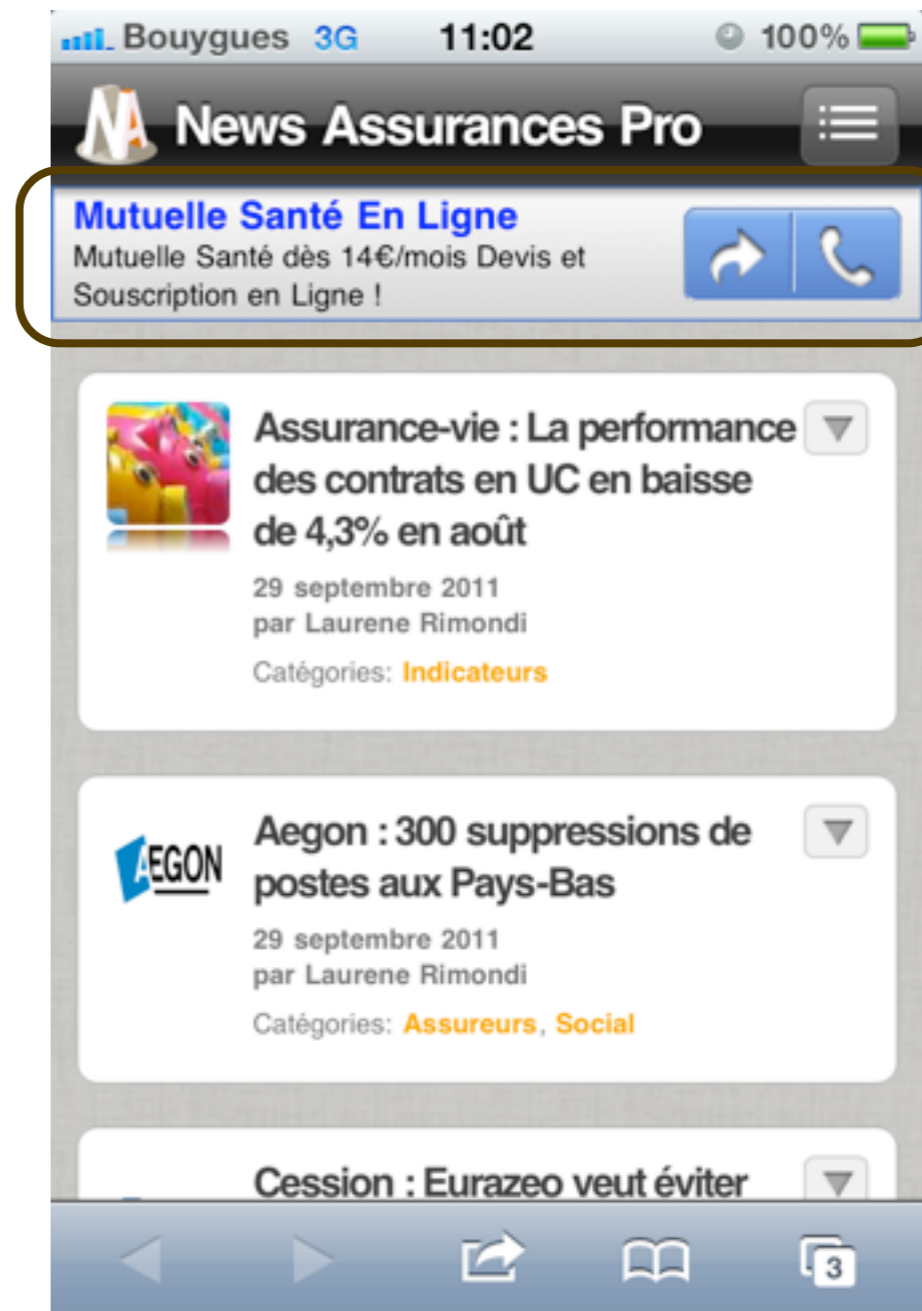 Bouygues 3G 11:02 100%
NA News Assurances Pro
Mutuelle Santé En Ligne
Mutuelle Santé dès 14€/mois Devis et
Souscription en Ligne !
Assurance-vie : La performance
des contrats en UC en baisse
de 4,3% en août
29 septembre 2011
par Laurene Rimondi
Catégories: Indicateurs
AEGON
Aegon : 300 suppressions de
postes aux Pays-Bas
29 septembre 2011
par Laurene Rimondi
Catégories: Assureurs, Social
Cession : Eurazeo veut éviter
3